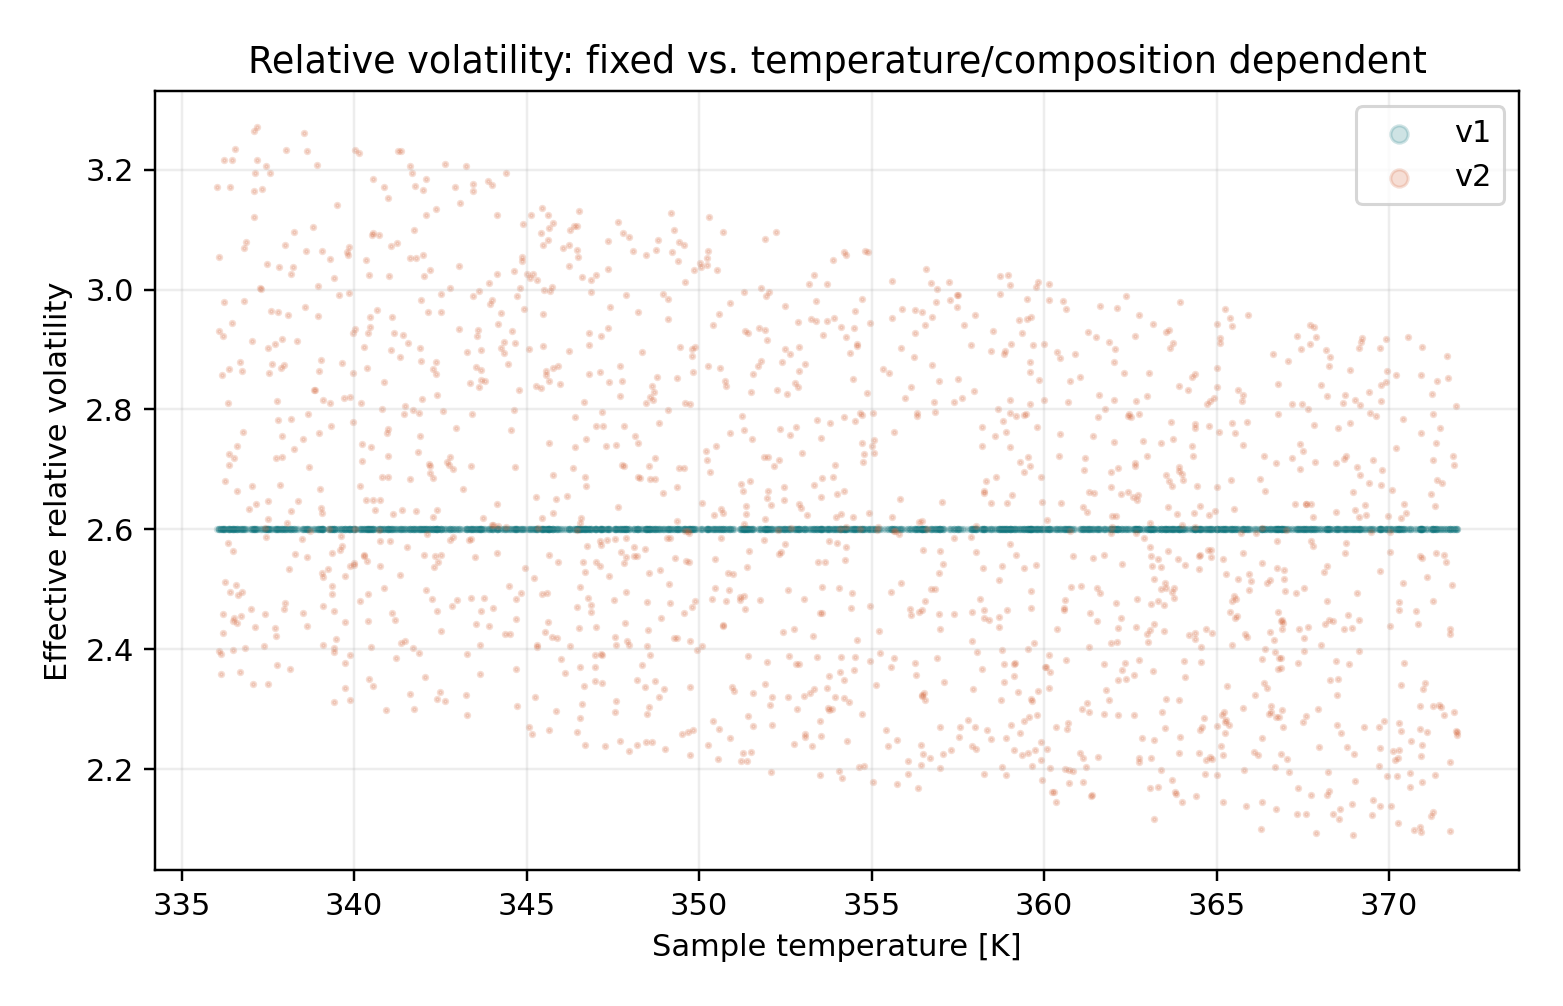 Relative volatility: fixed vs. temperature/composition dependent
v1
v2
Effective relative volatility
3.2
3.0
2.8
2.6
2.4
2.2
335 340 345 350 355 360 365 370
Sample temperature [K]